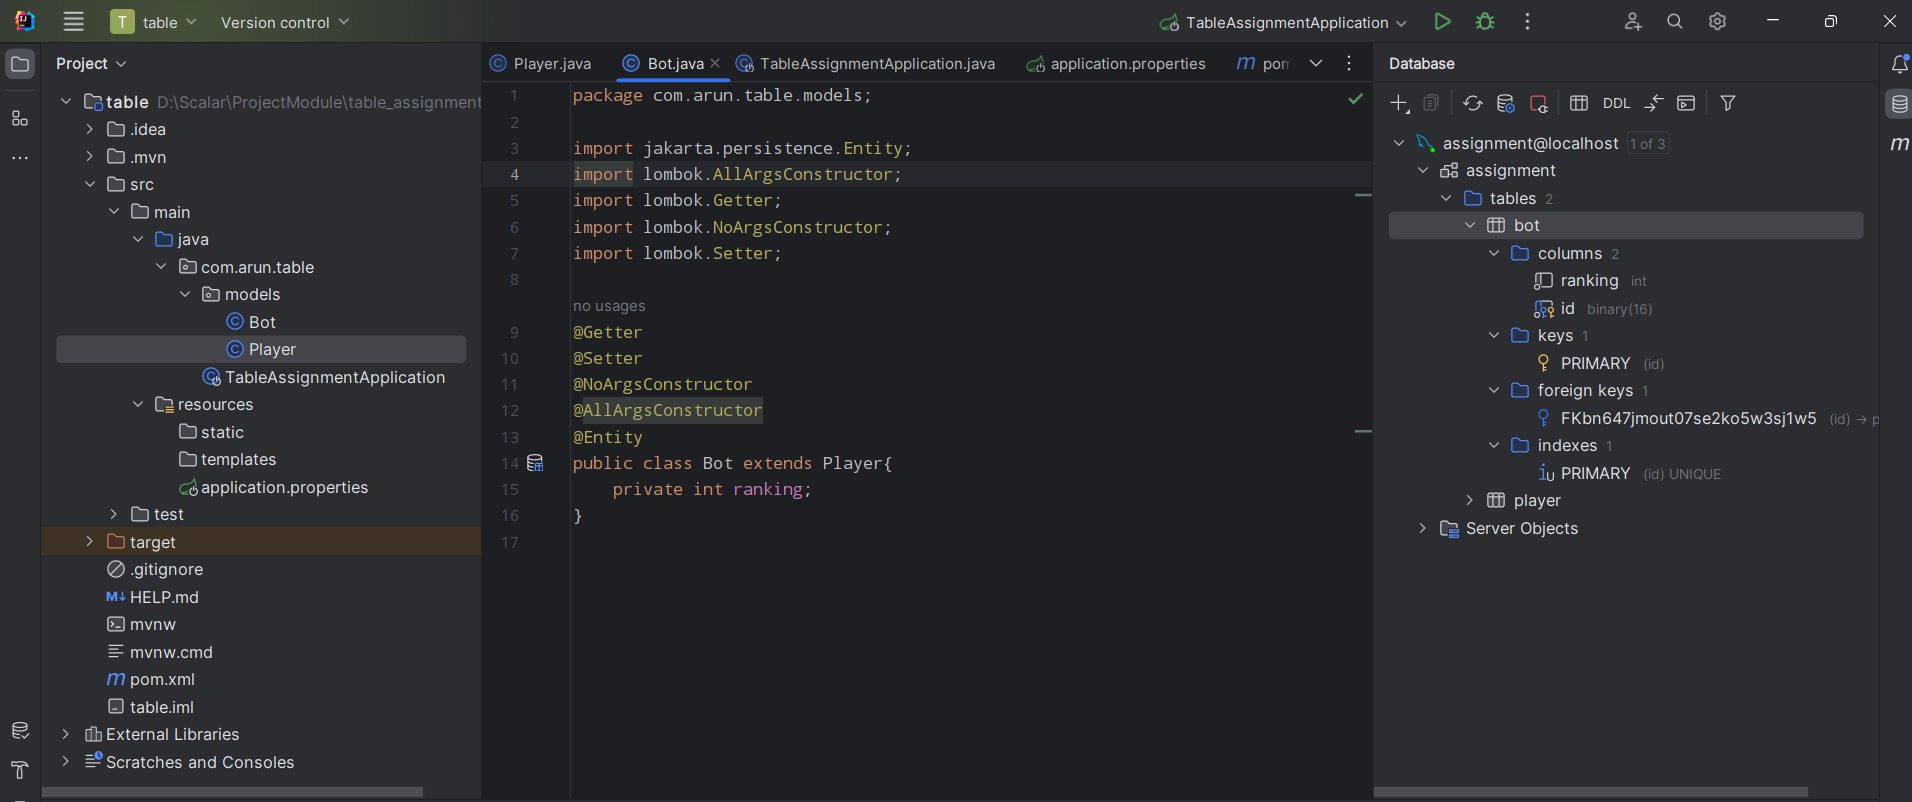 T table Version control TableAssignmentApplication
Project
table D:\Scalar\ProjectModule\table_assignment
.idea
.mvn
src
main
java
com.arun.table
models
Bot
Player
TableAssignmentApplication
resources
static
templates
application.properties
test
target
.gitignore
M↓ HELP.md
mvnw
mvnw.cmd
m pom.xml
table.iml
External Libraries
Scratches and Consoles
Player.java Bot.java TableAssignmentApplication.java application.properties m pom
1 package com.arun.table.models;
2
3 import jakarta.persistence.Entity;
4 import lombok.AllArgsConstructor;
5 import lombok.Getter;
6 import lombok.NoArgsConstructor;
7 import lombok.Setter;
8
no usages
9 @Getter
10 @Setter
11 @NoArgsConstructor
12 @AllArgsConstructor
13 @Entity
14 public class Bot extends Player{
15 private int ranking;
16 }
17
Database
DDL
assignment@localhost 1 of 3
assignment
tables 2
bot
columns 2
ranking int
id binary(16)
keys 1
PRIMARY (id)
foreign keys 1
FKbn647jmout07se2ko5w3sj1w5 (id) → p
indexes 1
PRIMARY (id) UNIQUE
player
Server Objects
m